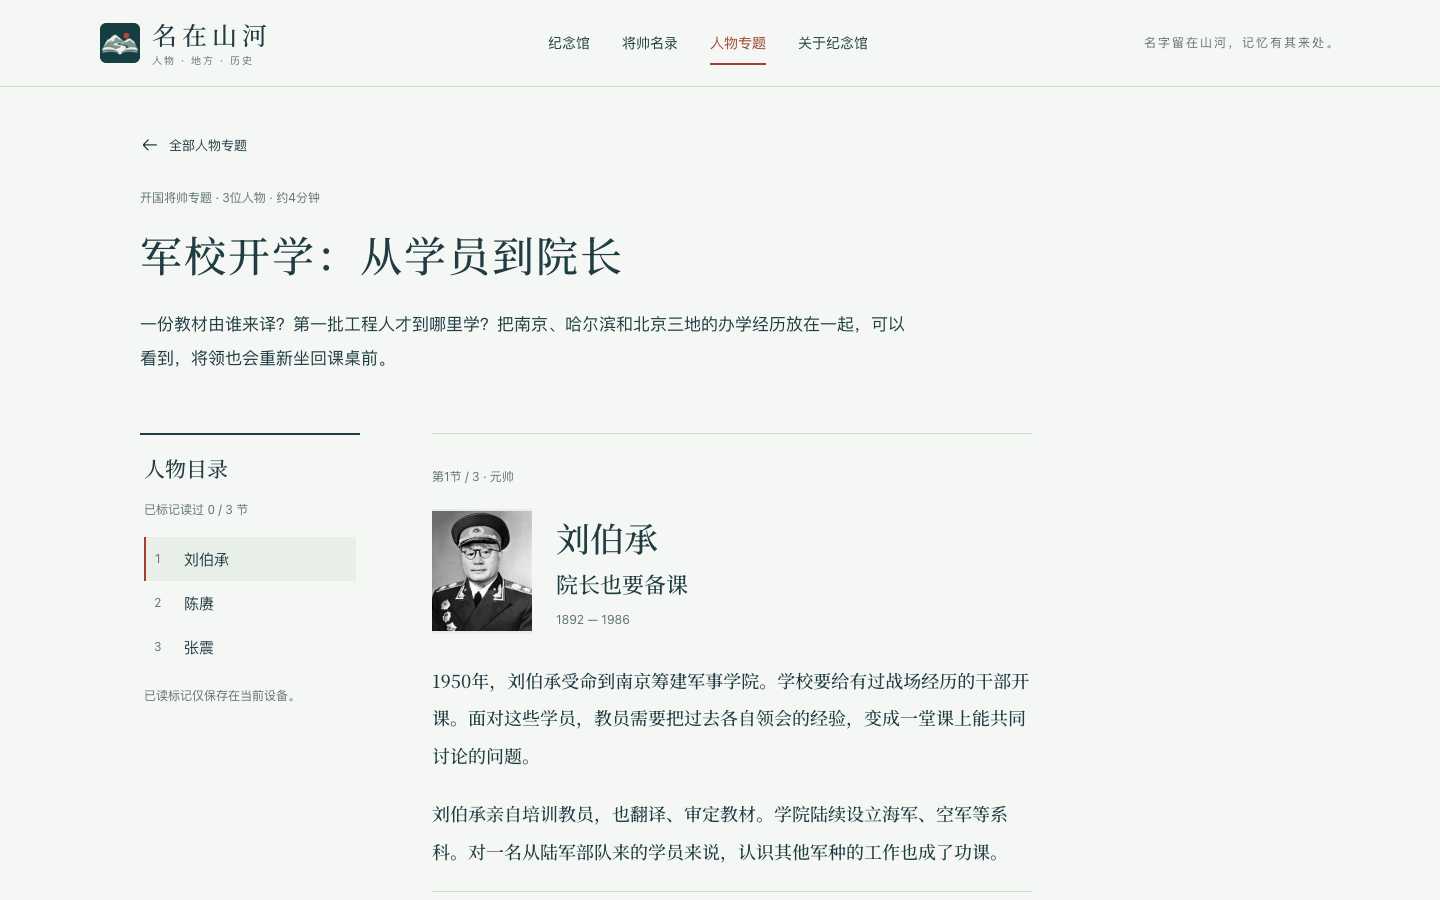 名在山河
人物 · 地方 · 历史
纪念馆
将帅名录
人物专题
关于纪念馆
名字留在山河，记忆有其来处。
← 全部人物专题
开国将帅专题 · 3位人物 · 约4分钟
军校开学：从学员到院长
一份教材由谁来译？第一批工程人才到哪里学？把南京、哈尔滨和北京三地的办学经历放在一起，可以
看到，将领也会重新坐回课桌前。
人物目录
已标记读过 0 / 3 节
1 刘伯承
2 陈赓
3 张震
已读标记仅保存在当前设备。
第1节 / 3 · 元帅
刘伯承
院长也要备课
1892 — 1986
1950年，刘伯承受命到南京筹建军事学院。学校要给有过战场经历的干部开
课。面对这些学员，教员需要把过去各自领会的经验，变成一堂课上能共同
讨论的问题。
刘伯承亲自培训教员，也翻译、审定教材。学院陆续设立海军、空军等系
科。对一名从陆军部队来的学员来说，认识其他军种的工作也成了功课。